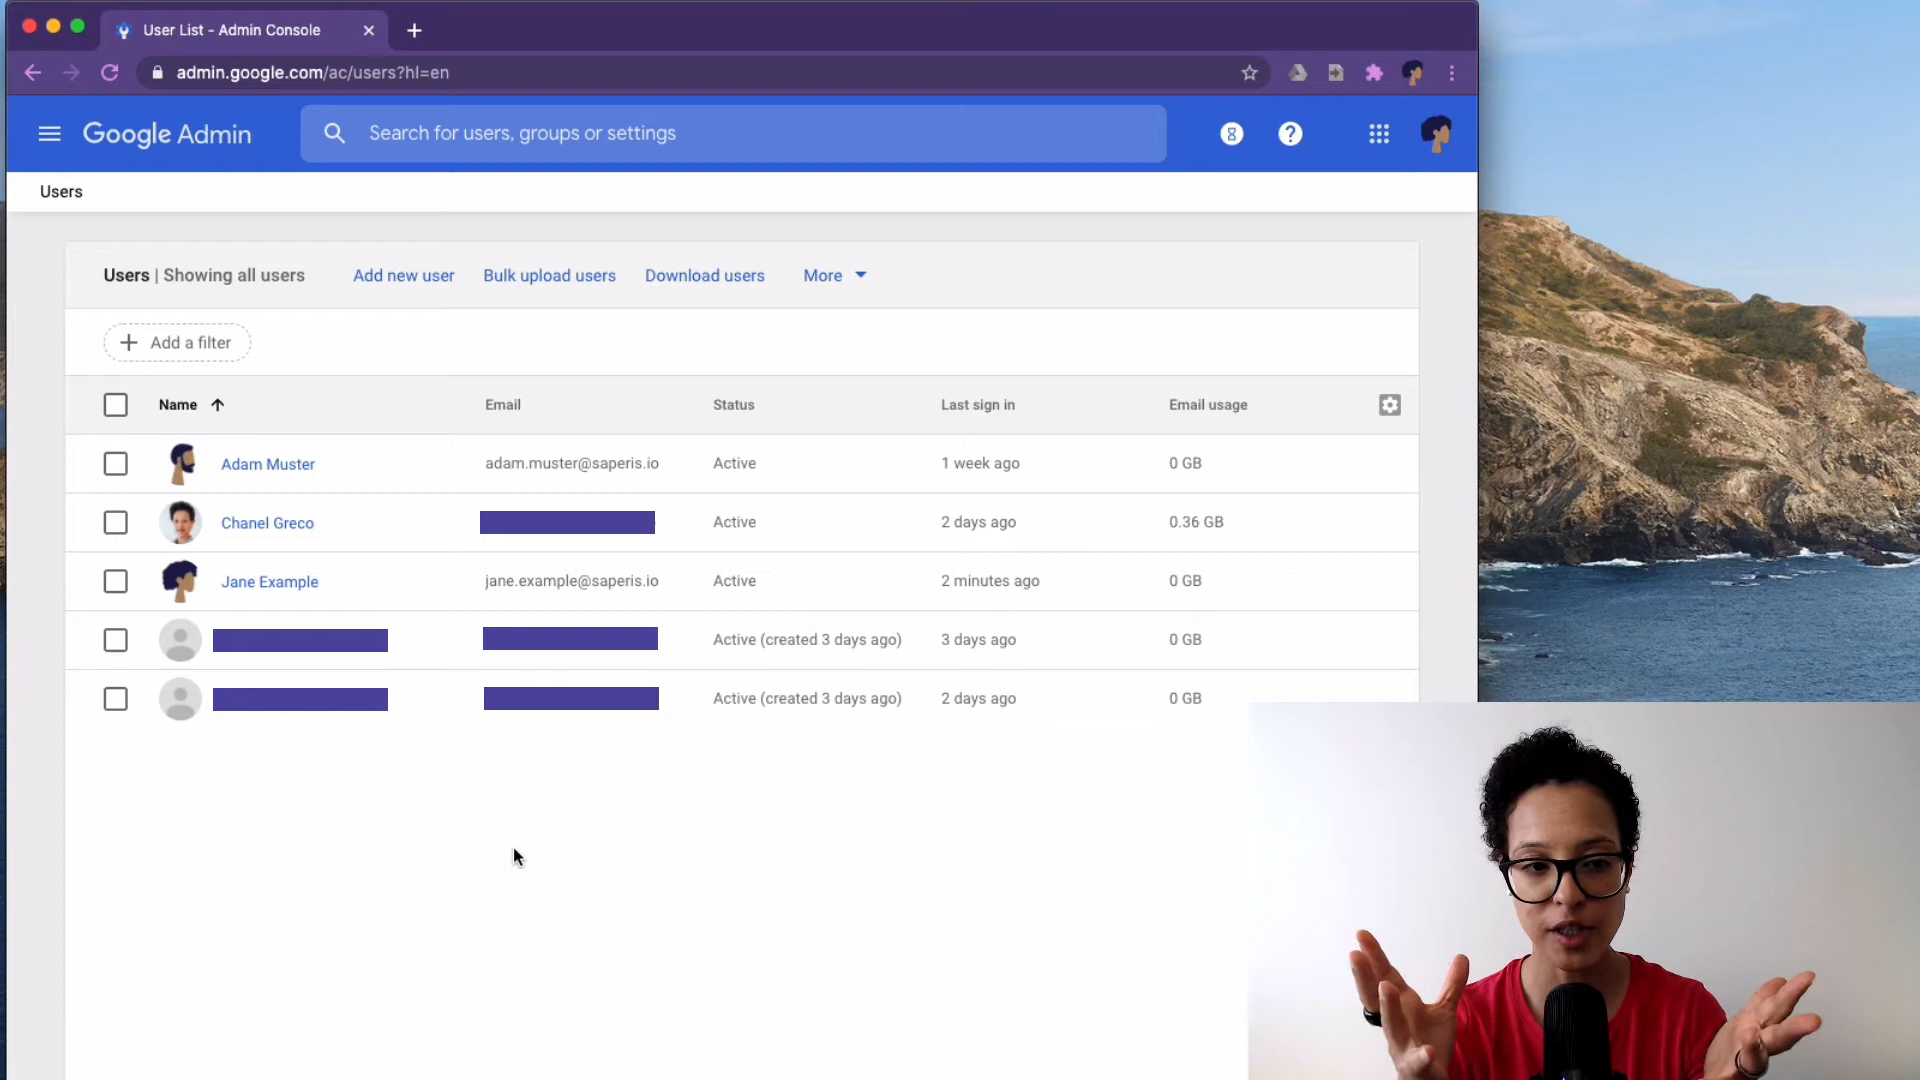 User List - Admin Console
admin.google.com/ac/users?hl=en
Google Admin
Search for users, groups or settings
Users
Users | Showing all users
Add new user
Bulk upload users
Download users
More
Add a filter
Name Email Status Last sign in Email usage
Adam Muster adam.muster@saperis.io Active 1 week ago 0 GB
Chanel Greco Active 2 days ago 0.36 GB
Jane Example jane.example@saperis.io Active 2 minutes ago 0 GB
Active (created 3 days ago) 3 days ago 0 GB
Active (created 3 days ago) 2 days ago 0 GB